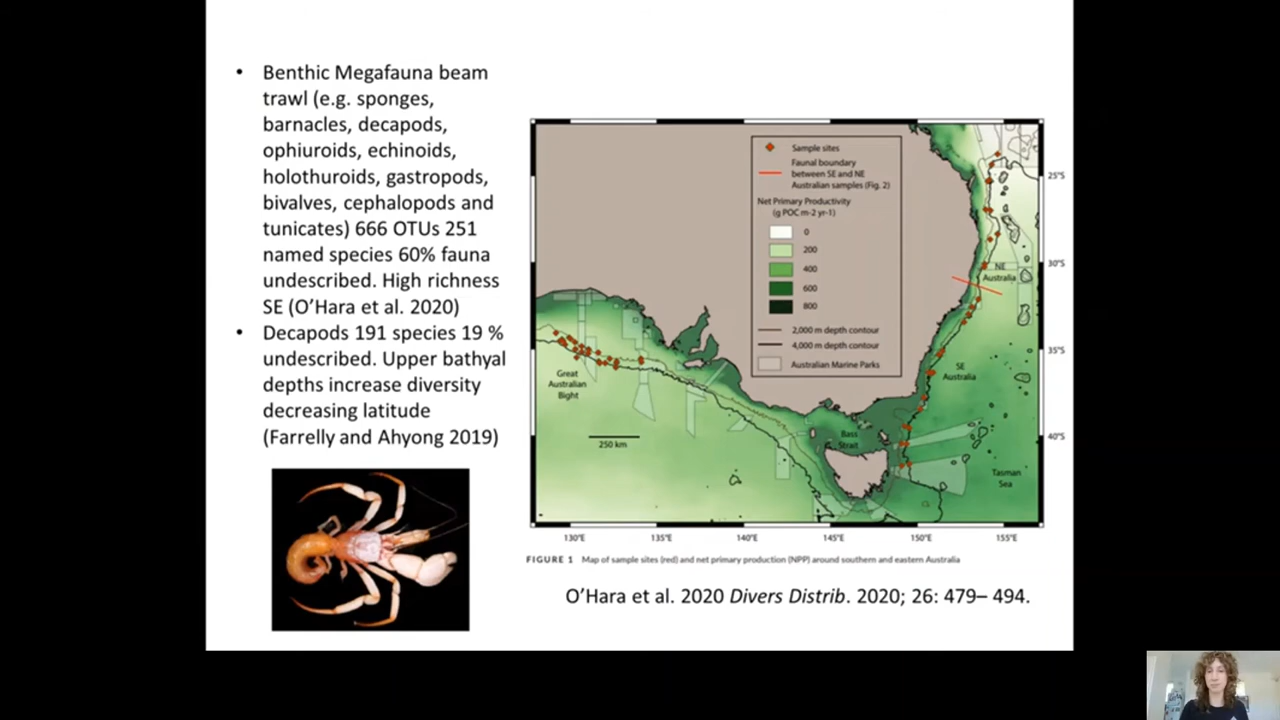 • Benthic Megafauna beam
trawl (e.g. sponges,
barnacles, decapods,
ophiuroids, echinoids,
holothuroids, gastropods,
bivalves, cephalopods and
tunicates) 666 OTUs 251
named species 60% fauna
undescribed. High richness
SE (O’Hara et al. 2020)
• Decapods 191 species 19 %
undescribed. Upper bathyal
depths increase diversity
decreasing latitude
(Farrelly and Ahyong 2019)
Sample sites
Faunal boundary
between SE and NE
Australian samples (Fig. 2)
Net Primary Productivity
(g POC m-2 yr-1)
0
200
400
600
800
2,000 m depth contour
4,000 m depth contour
Australian Marine Parks
25°S
30°S
35°S
40°S
NE
Australia
SE
Australia
Great
Australian
Bight
250 km
Bass
Strait
Tasman
Sea
130°E
135°E
140°E
145°E
150°E
155°E
FIGURE 1 Map of sample sites (red) and net primary production (NPP) around southern and eastern Australia
O’Hara et al. 2020 Divers Distrib. 2020; 26: 479– 494.